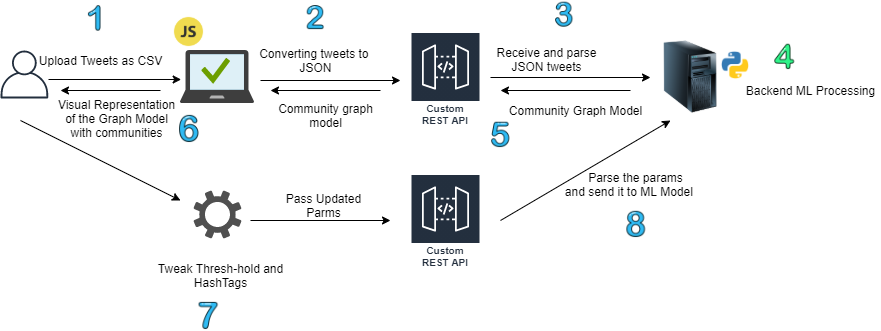 1
2
3
JS
Upload Tweets as CSV
Converting tweets to
JSON
Receive and parse
JSON tweets
4
Backend ML Processing
Visual Representation
of the Graph Model
with communities
6
Community graph
model
Custom
REST API
5
Community Graph Model
Pass Updated
Parms
Parse the params
and send it to ML Model
8
Custom
REST API
Tweak Thresh-hold and
HashTags
7